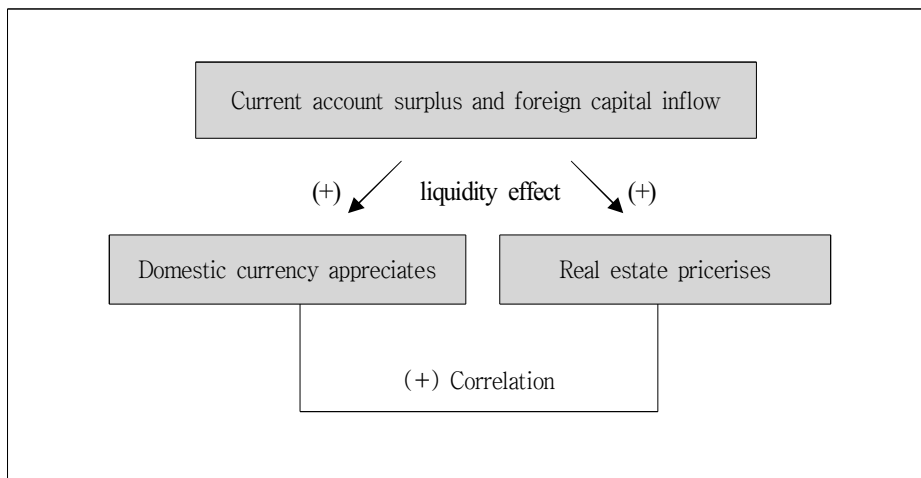 Current account surplus and foreign capital inflow
(+) liquidity effect (+)
Domestic currency appreciates
Real estate pricerises
(+) Correlation